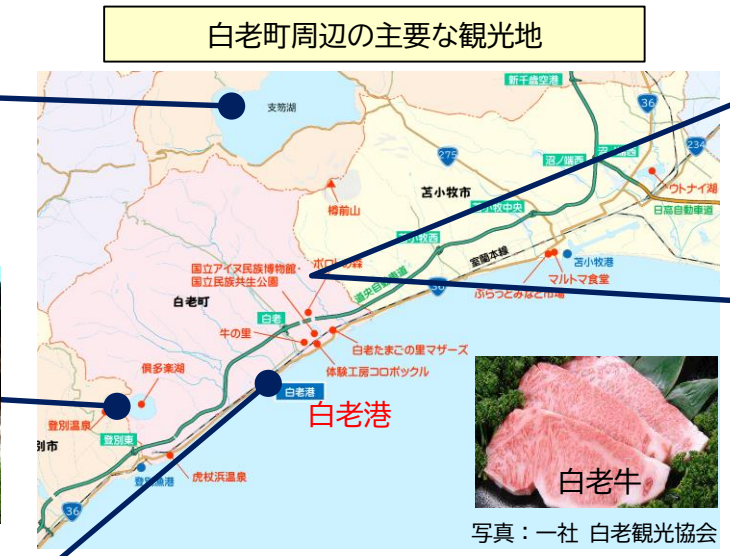 白老町周辺の主要な観光地
支笏湖
新千歳空港
36
275
沼ノ端西
沼ノ端
234
ウトナイ湖
日高自動車道
苫小牧市
樽前山
苫小牧中央
苫小牧西
苫小牧港
マルトマ食堂
ぷらっとみなと市場
室蘭本線
道央自動車道
36
国立アイヌ民族博物館・
国立民族共生公園
ポロトの森
白老町
白老
牛の里
白老たまごの里マザーズ
体験工房コロポックル
倶多楽湖
白老港
白老港
登別温泉
登別東
別市
登別漁港
虎杖浜温泉
36
白老牛
写真：一社 白老観光協会